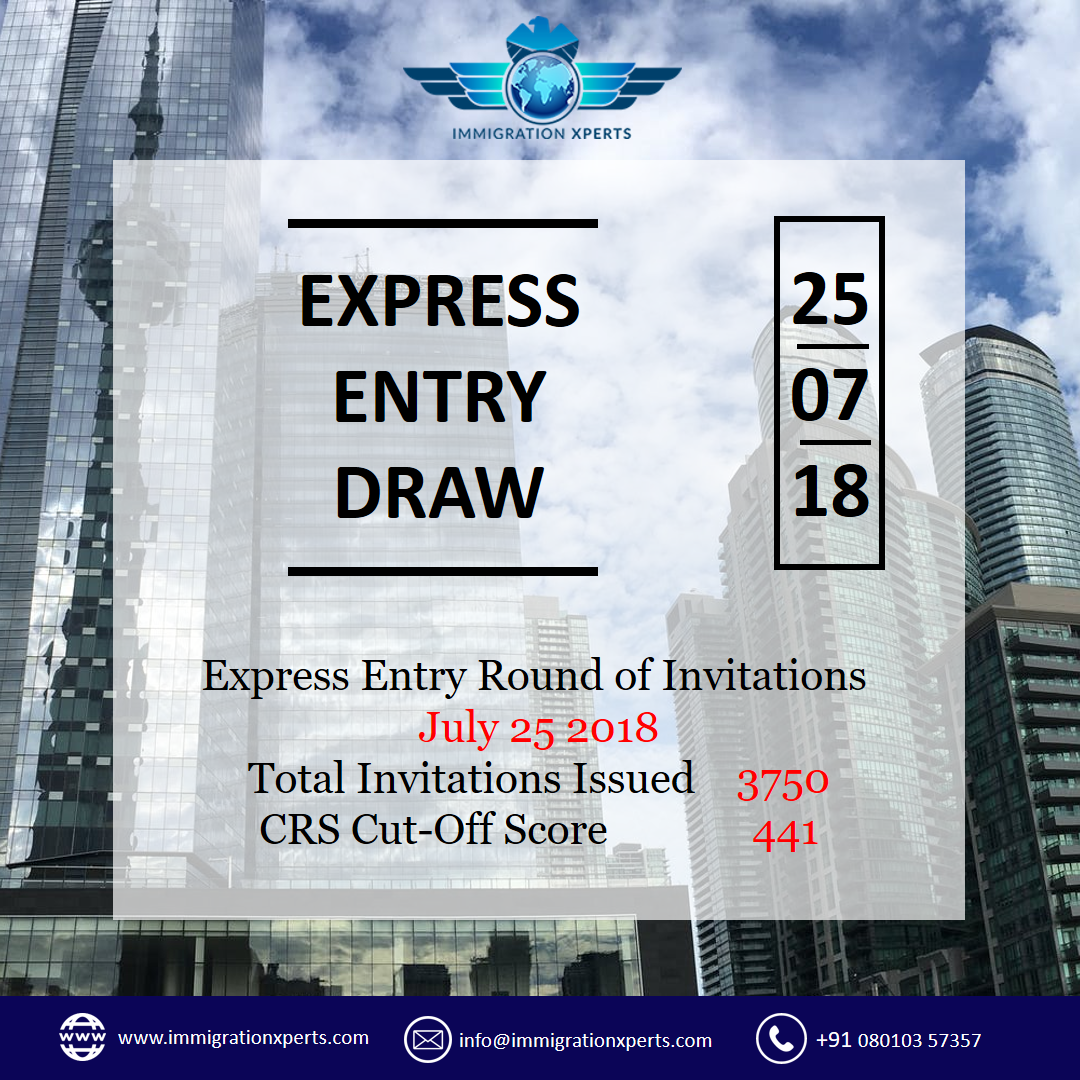 IMMIGRATION XPERTS
EXPRESS
ENTRY
DRAW
25
07
18
Express Entry Round of Invitations
July 25 2018
Total Invitations Issued 3750
CRS Cut-Off Score 441
www
www.immigrationxperts.com
info@immigrationxperts.com
+91 080103 57357